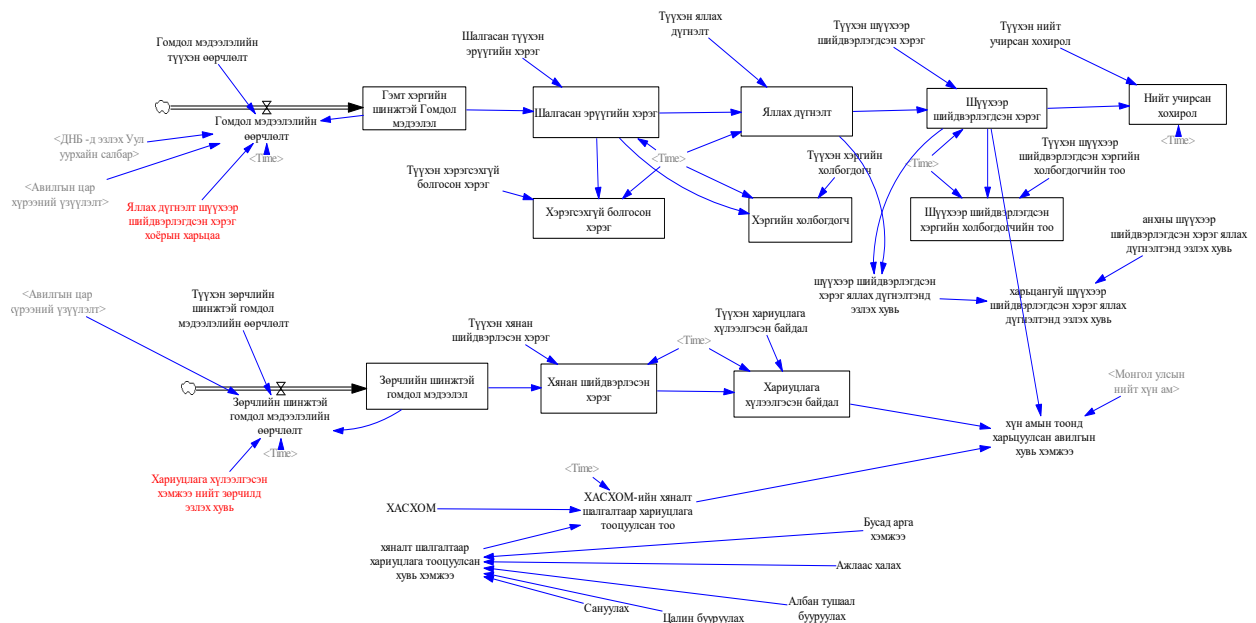 Гомдол мэдээлэлийн
түүхэн өөрчлөлт
Шалгасан түүхэн
эрүүгийн хэрэг
Түүхэн яллах
дүгнэлт
Түүхэн шүүхээр
шийдвэрлэгдсэн хэрэг
Түүхэн нийт
учирсан хохирол
Гэмт хэргийн
шинжтэй Гомдол
мэдээлэл
Шалгасан эрүүгийн хэрэг
Яллах дүгнэлт
Шүүхээр
шийдвэрлэгдсэн хэрэг
Нийт учирсан
хохирол
Гомдол мэдээлэлийн
өөрчлөлт
<ДНБ -д эзлэх Уул
уурхайн салбар>
<Time>
<Time>
<Time>
<Time>
<Авилгын цар
хүрээний үзүүлэлт>
Яллах дүгнэлт шүүхээр
шийдвэрлэгдсэн хэрэг
хоёрын харьцаа
Түүхэн хэрэгсэхгүй
болгосон хэрэг
Түүхэн хэргийн
холбогдогч
Түүхэн шүүхээр
шийдвэрлэгдсэн хэргийн
холбогдогчийн тоо
Хэрэгсэхгүй болгосон
хэрэг
Хэргийн холбогдогч
Шүүхээр шийдвэрлэгдсэн
хэргийн холбогдогчийн тоо
анхны шүүхээр
шийдвэрлэгдсэн хэрэг яллах
дүгнэлтэнд эзлэх хувь
шүүхээр шийдвэрлэгдсэн
хэрэг яллах дүгнэлтэнд
эзлэх хувь
харьцангуй шүүхээр
шийдвэрлэгдсэн хэрэг яллах
дүгнэлтэнд эзлэх хувь
<Авилгын цар
хүрээний үзүүлэлт>
Түүхэн зөрчлийн
шинжтэй гомдол
мэдээлэлийн өөрчлөлт
Түүхэн хянан
шийдвэрлэгдсэн хэрэг
Түүхэн хариуцлага
хүлээлгэсэн байдал
<Time>
Зөрчлийн шинжтэй
гомдол мэдээлэл
Хянан шийдвэрлэсэн
хэрэг
Хариуцлага
хүлээлгэсэн байдал
<Монгол улсын
нийт хүн ам>
Зөрчлийн шинжтэй
гомдол мэдээлэлийн
өөрчлөлт
<Time>
хүн амын тоонд
харьцуулсан авилгын
хувь хэмжээ
Хариуцлага хүлээлгэсэн
хэмжээ нийт зөрчилд
эзлэх хувь
<Time>
ХАСХОМ
ХАСХОМ-ийн хяналт
шалгалтаар хариуцлага
тооцуулсан тоо
хяналт шалгалтаар
хариуцлага тооцуулсан
хувь хэмжээ
Бусад арга
хэмжээ
Ажлаас халах
Албан тушаал
бууруулах
Цалин бууруулах
Сануулах